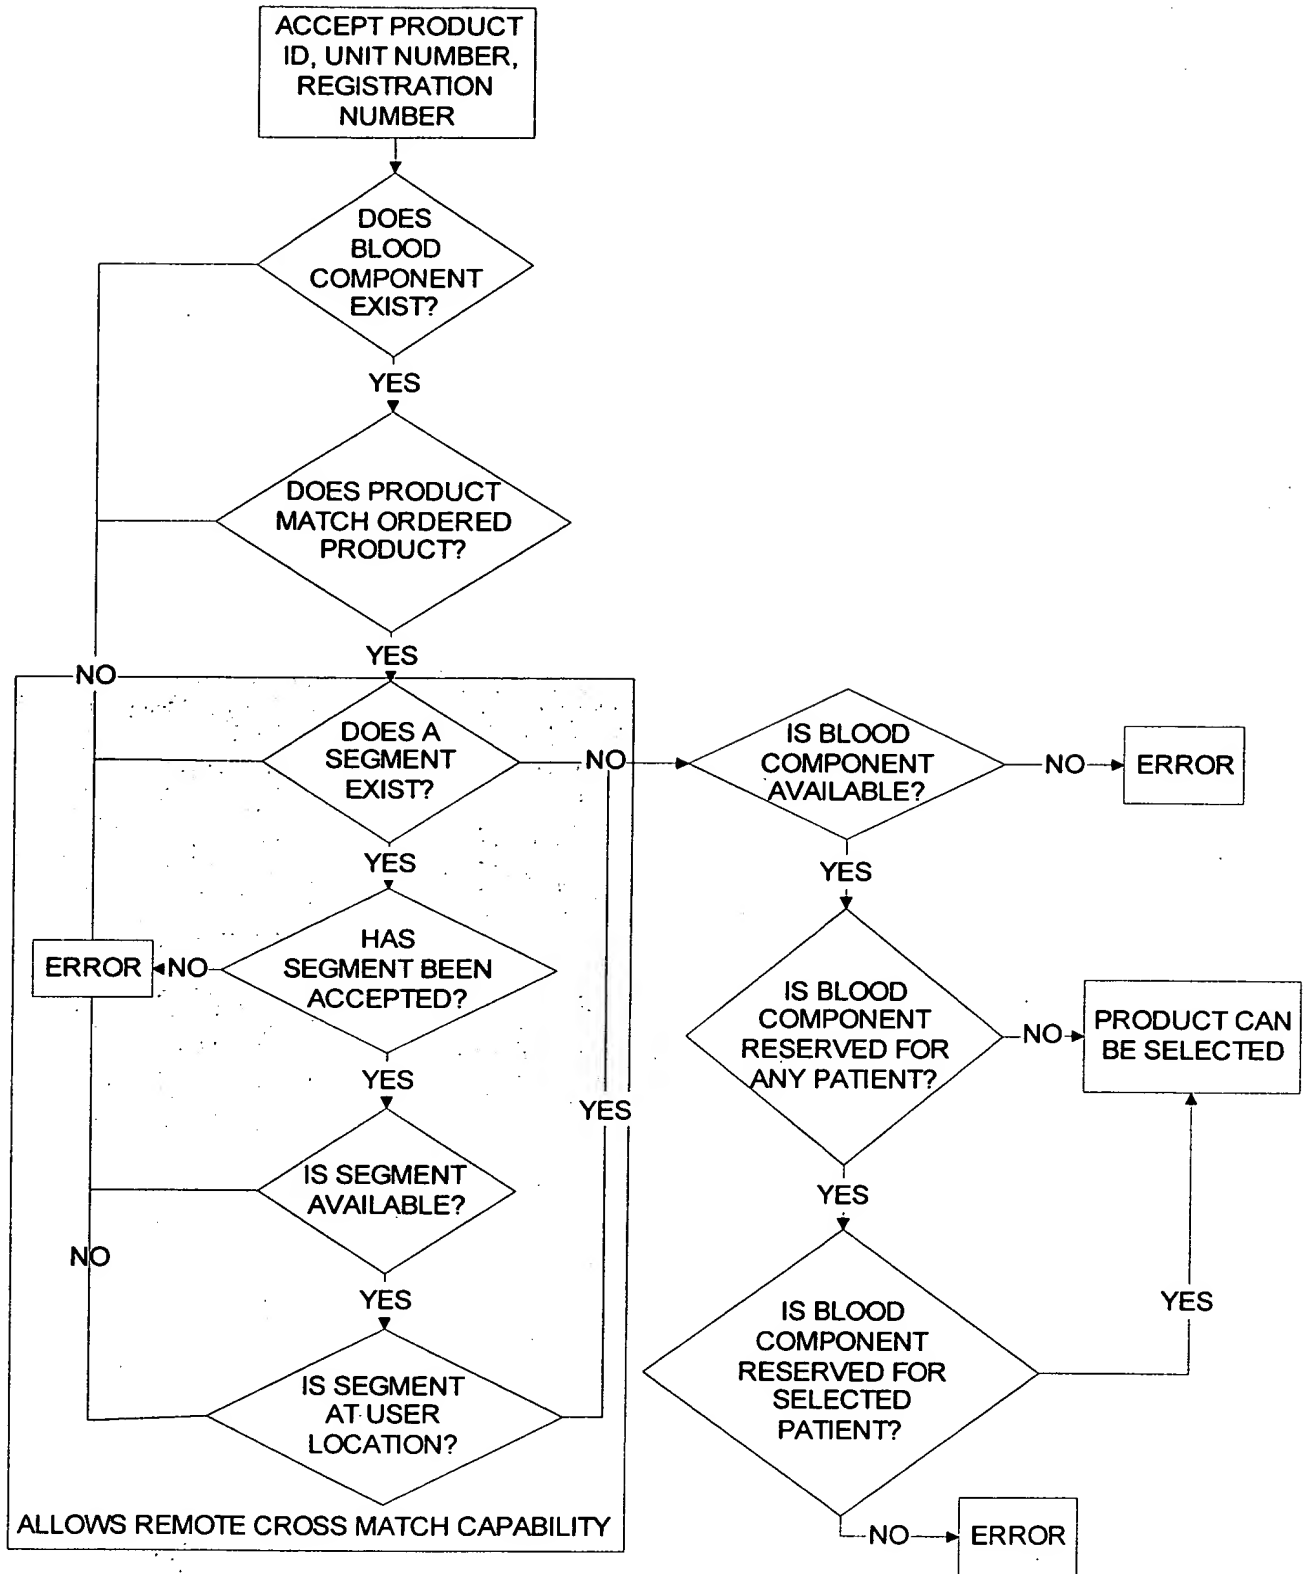 ACCEPT PRODUCT
ID, UNIT NUMBER,
REGISTRATION
NUMBER
DOES
BLOOD
COMPONENT
EXIST?
YES
DOES PRODUCT
MATCH ORDERED
PRODUCT?
YES
NO
DOES A
SEGMENT
EXIST?
NO
YES
HAS
SEGMENT BEEN
ACCEPTED?
NO
ERROR
YES
IS SEGMENT
AVAILABLE?
NO
YES
IS SEGMENT
AT USER
LOCATION?
YES
ALLOWS REMOTE CROSS MATCH CAPABILITY
IS BLOOD
COMPONENT
AVAILABLE?
NO
ERROR
YES
IS BLOOD
COMPONENT
RESERVED FOR
ANY PATIENT?
NO
PRODUCT CAN
BE SELECTED
YES
IS BLOOD
COMPONENT
RESERVED FOR
SELECTED
PATIENT?
YES
NO
ERROR